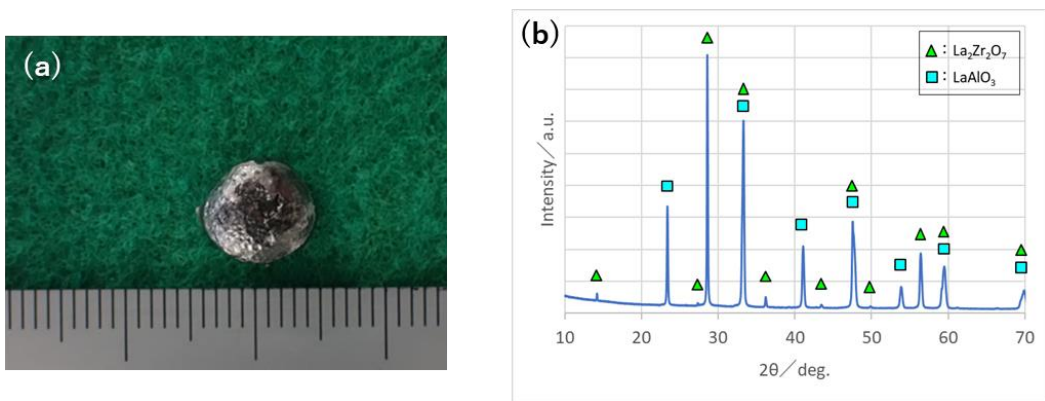 (a)
(b)
▲ : La₂Zr₂O₇
■ : LaAlO₃
Intensity／a.u.
10 20 30 40 50 60 70
2θ／deg.